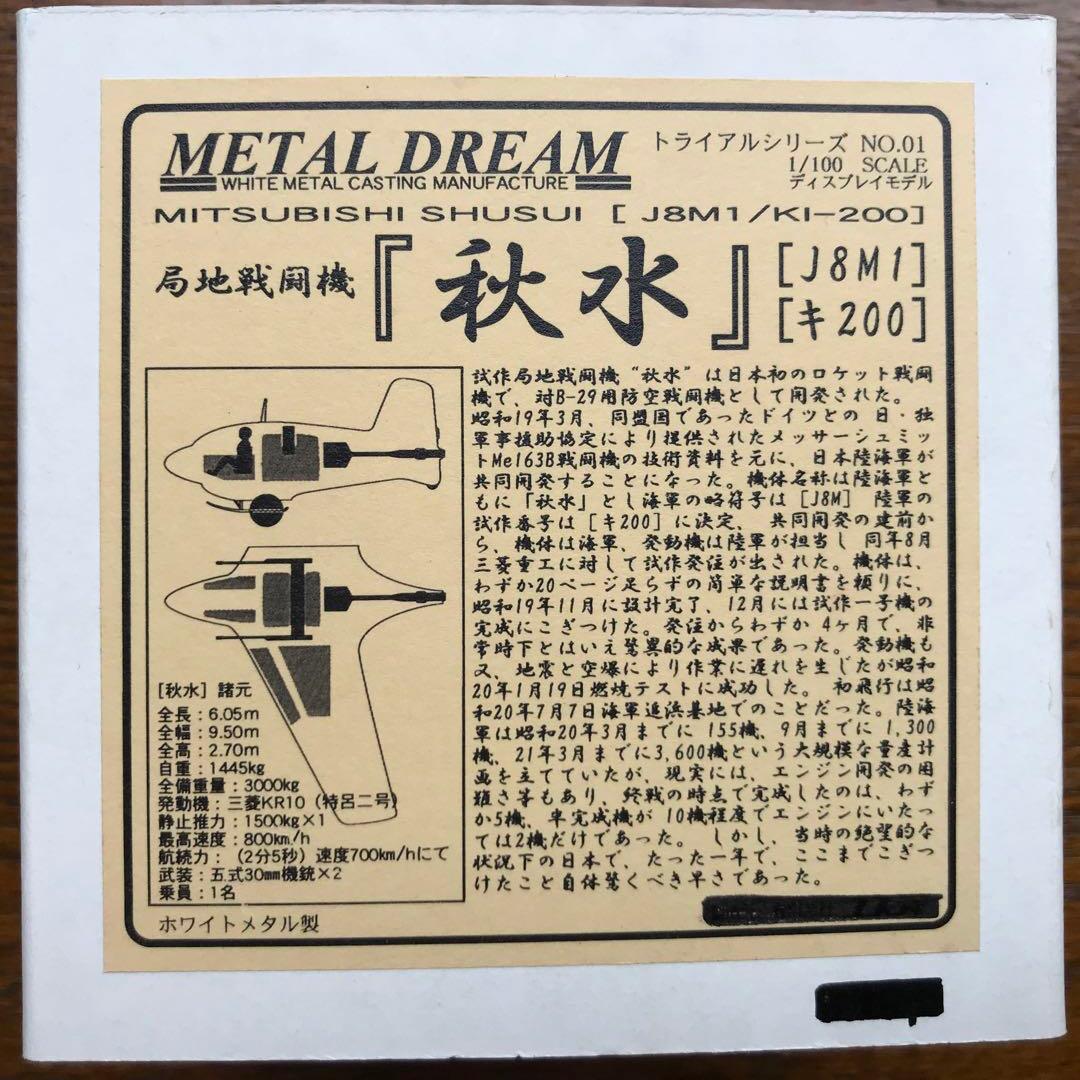 METAL DREAM
WHITE METAL CASTING MANUFACTURE
トライアルシリーズ NO.01
1/100 SCALE
ディスプレイモデル
MITSUBISHI SHUSUI [ J8M1/KI-200]
局地戦闘機『秋水』
[J8M1]
[キ200]
試作局地戦闘機“秋水”は日本初のロケット戦闘
機で、対B-29用防空戦闘機として開発された。
昭和19年3月、同盟国であったドイツとの 日・独
軍事援助協定により提供されたメッサーシュミッ
トMe163B戦闘機の技術資料を元に、日本陸海軍が
共同開発することになった。機体名称は陸海軍と
もに「秋水」とし海軍の略符号は[J8M] 陸軍の
試作番号は[キ200]に決定、 共同開発の建前か
ら、機体は海軍、発動機は陸軍が担当し 同年8月
三菱重工に対して試作発注が出された。機体は、
わずか20ページ足らずの簡単な説明書を頼りに、
昭和19年11月に設計完了、12月には試作一号機の
完成にこぎつけた。発注からわずか 4ヶ月で、非
常時下とはいえ驚異的な成果であった。発動機も
又、地震と空爆により作業に遅れを生じたが昭和
20年1月19日燃焼テストに成功した。 初飛行は昭
和20年7月7日海軍追浜基地でのことだった。陸海
軍は昭和20年3月までに 155機、9月までに 1,300
機、21年3月までに3,600機という大規模な量産計
画を立てていたが、現実には、エンジン開発の困
難さ等もあり、終戦の時点で完成したのは、わず
か5機、半完成機が 10機程度でエンジンにいたっ
ては2機だけであった。 しかし、当時の絶望的な
状況下の日本で、たった一年で、ここまでこぎつ
けたこと自体驚くべき早さであった。
[秋水] 諸元
全長：6.05m
全幅：9.50m
全高：2.70m
自重：1445kg
全備重量：3000kg
発動機：三菱KR10（特呂二号）
静止推力：1500kg×1
最高速度：800km/h
航続力：（2分5秒）速度700km/hにて
武装：五式30mm機銃×2
乗員：1名
ホワイトメタル製